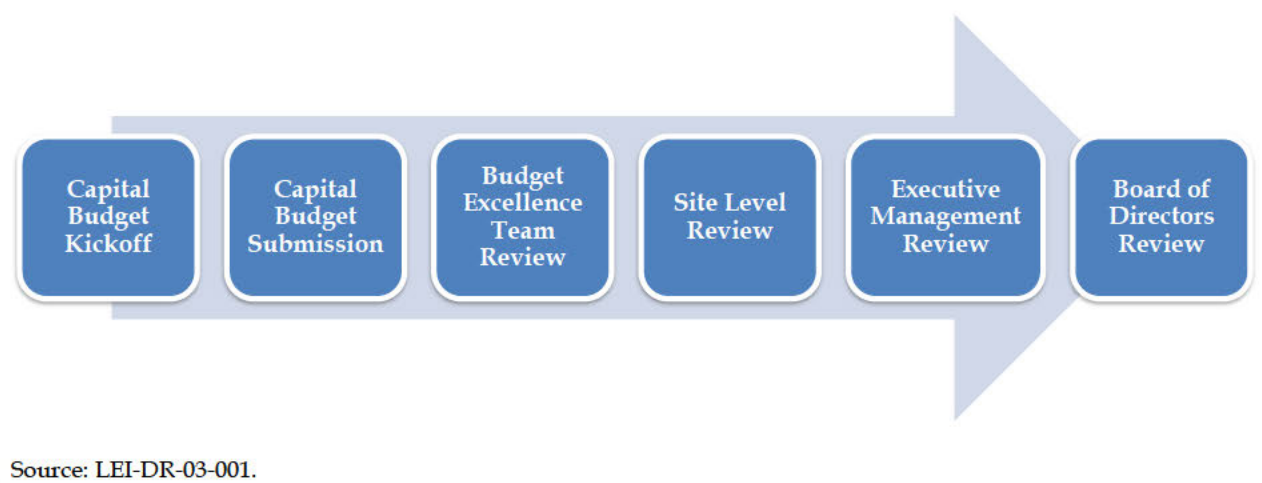 Capital
Budget
Kickoff
Capital
Budget
Submission
Budget
Excellence
Team
Review
Site Level
Review
Executive
Management
Review
Board of
Directors
Review
Source: LEI-DR-03-001.